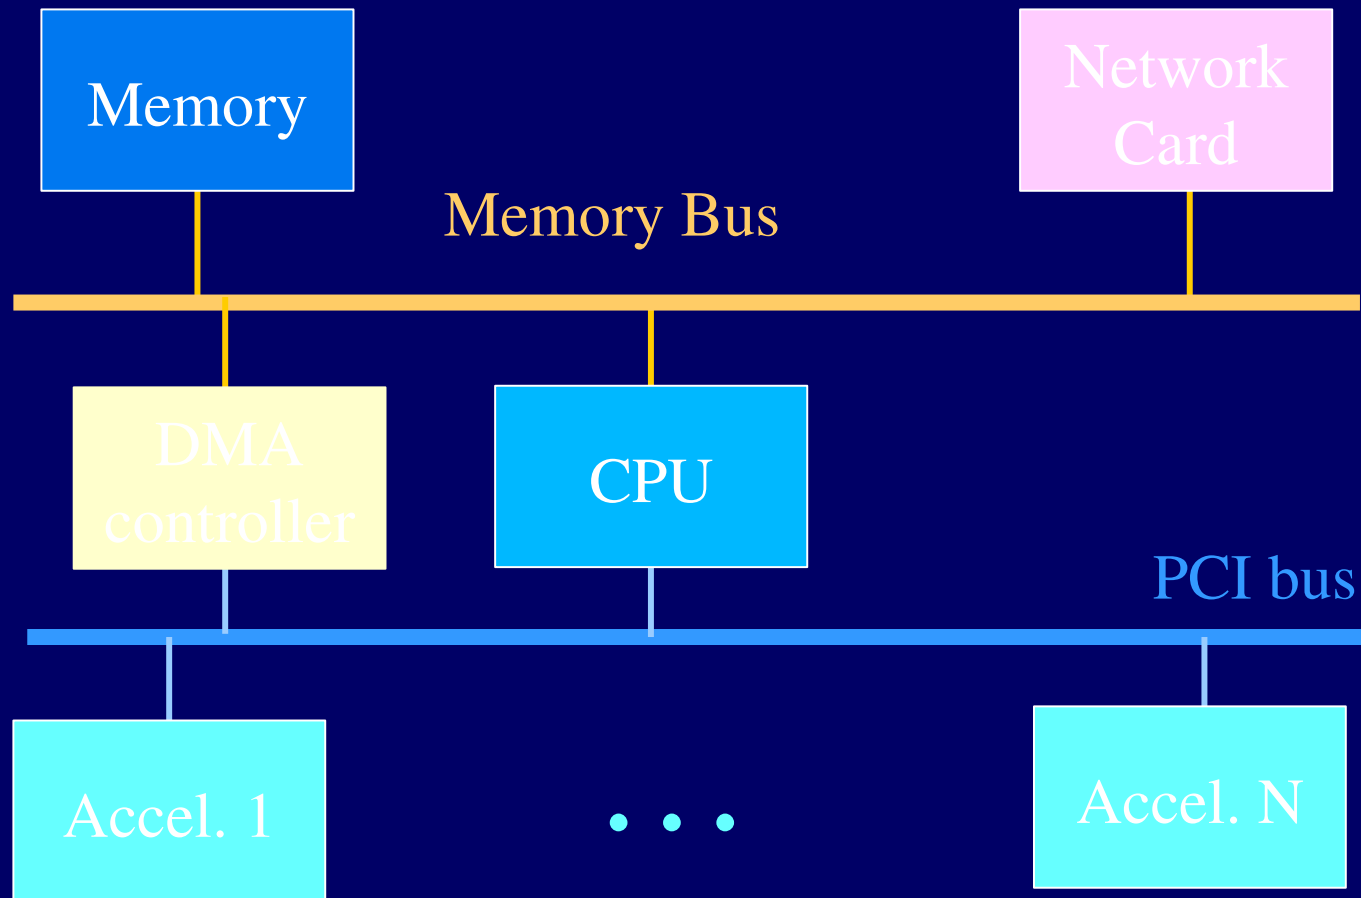 Memory
Network
Card
Memory Bus
DMA
controller
CPU
PCI bus
Accel. 1
• • •
Accel. N